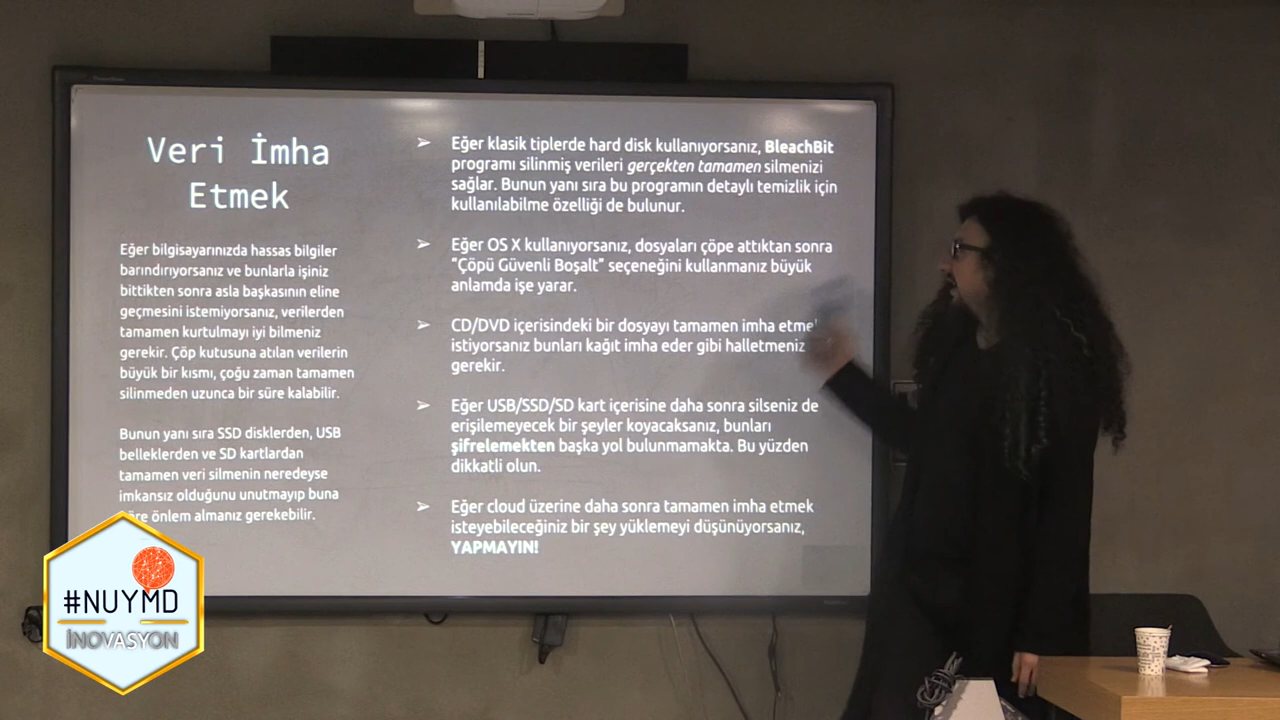 Veri İmha
Etmek
Eğer bilgisayarınızda hassas bilgiler
barındırıyorsanız ve bunlarla işiniz
bittikten sonra asla başkasının eline
geçmesini istemiyorsanız, verilerden
tamamen kurtulmayı iyi bilmeniz
gerekir. Çöp kutusuna atılan verilerin
büyük bir kısmı, çoğu zaman tamamen
silinmeden uzunca bir süre kalabilir.
Bunun yanı sıra SSD disklerden, USB
belleklerden ve SD kartlardan
tamamen veri silmenin neredeyse
imkansız olduğunu unutmayıp buna
önlem almanız gerekebilir.
➢ Eğer klasik tiplerde hard disk kullanıyorsanız, BleachBit
programı silinmiş verileri gerçekten tamamen silmenizi
sağlar. Bunun yanı sıra bu programın detaylı temizlik için
kullanılabilme özelliği de bulunur.
➢ Eğer OS X kullanıyorsanız, dosyaları çöpe attıktan sonra
“Çöpü Güvenli Boşalt” seçeneğini kullanmanız büyük
anlamda işe yarar.
➢ CD/DVD içerisindeki bir dosyayı tamamen imha
istiyorsanız bunları kağıt imha eder gibi halletmeniz
gerekir.
➢ Eğer USB/SSD/SD kart içerisine daha sonra silseniz de
erişilemeyecek bir şeyler koyacaksanız, bunları
şifrelemekten başka yol bulunmamakta. Bu yüzden
dikkatli olun.
➢ Eğer cloud üzerine daha sonra tamamen imha etmek
isteyebileceğiniz bir şey yüklemeyi düşünüyorsanız,
YAPMAYIN!
#NUYMD
İNOVASYON